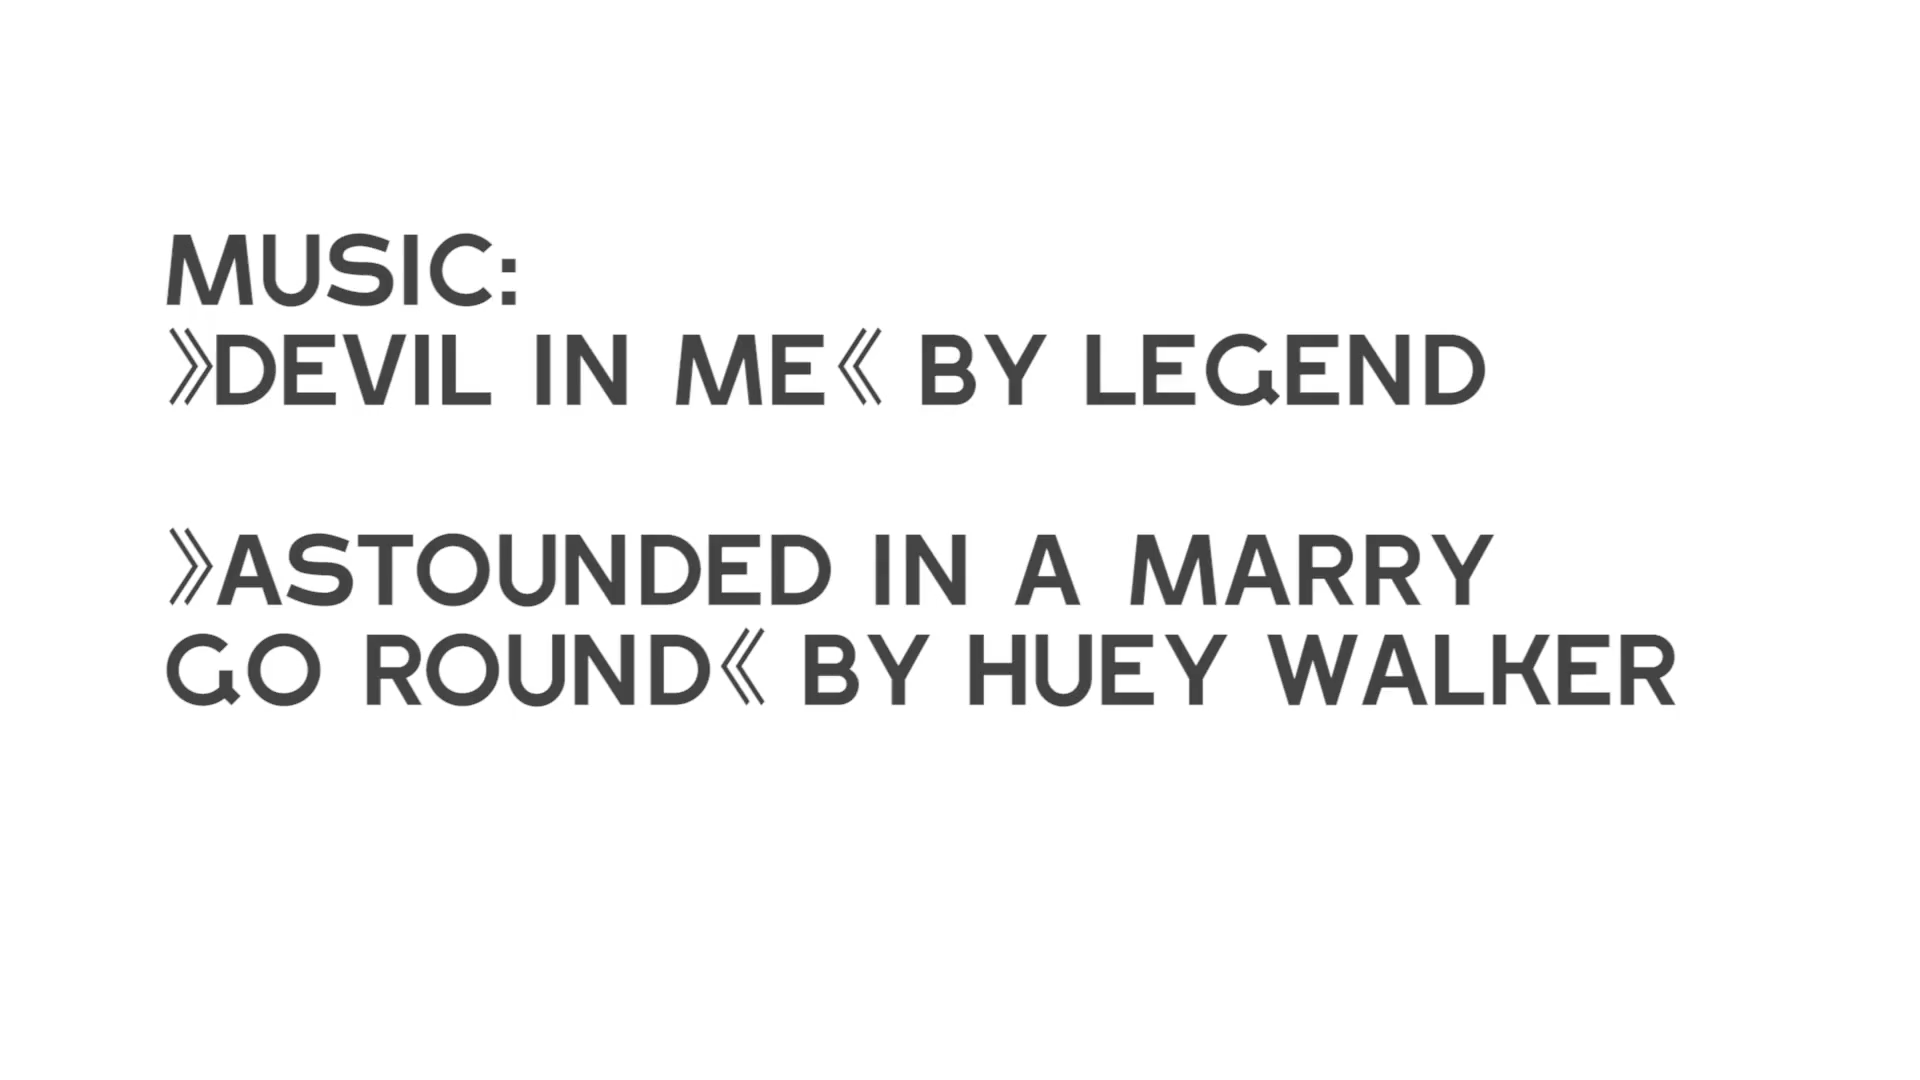 MUSIC:
»DEVIL IN ME« BY LEGEND
»ASTOUNDED IN A MARRY
GO ROUND« BY HUEY WALKER